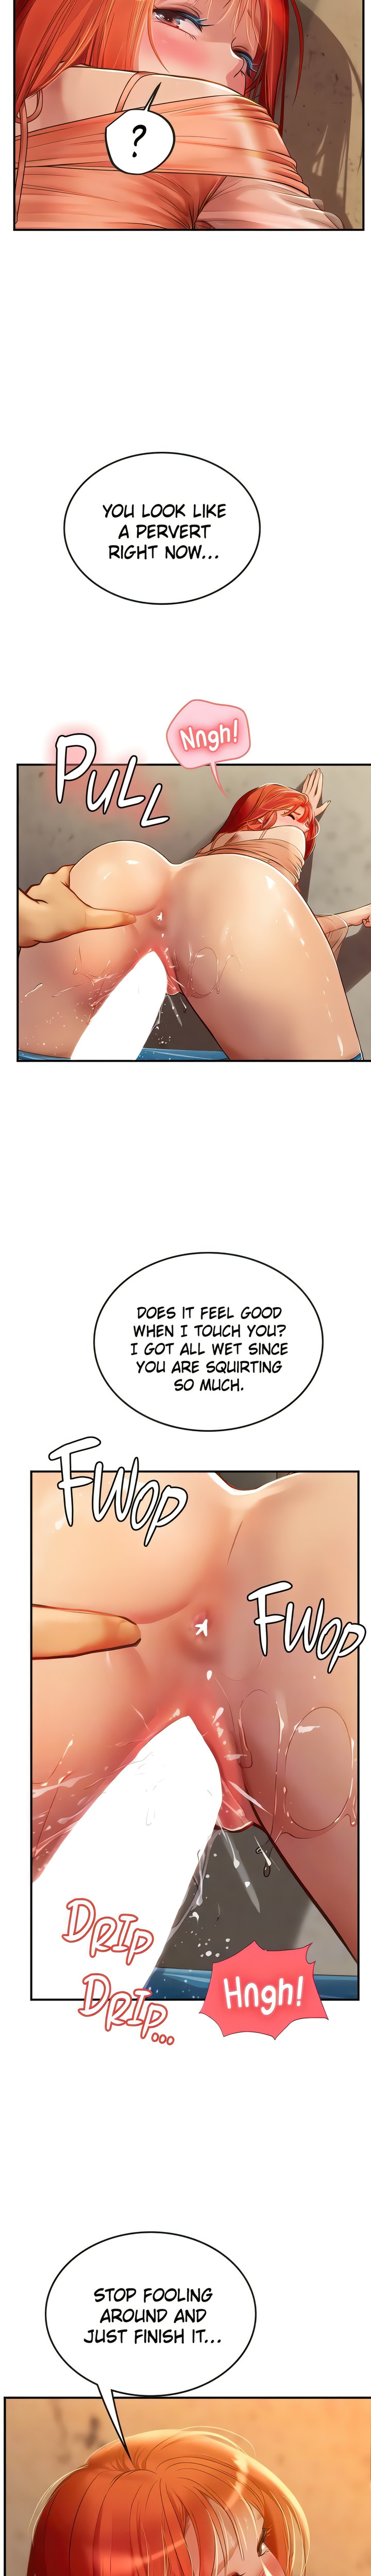 ?
YOU LOOK LIKE
A PERVERT
RIGHT NOW...
Nngh!
PULL
DOES IT FEEL GOOD
WHEN I TOUCH YOU?
I GOT ALL WET SINCE
YOU ARE SQUIRTING
SO MUCH.
FWOP
FWOP
DRIP
DRIP...
Hngh!
STOP FOOLING
AROUND AND
JUST FINISH IT...